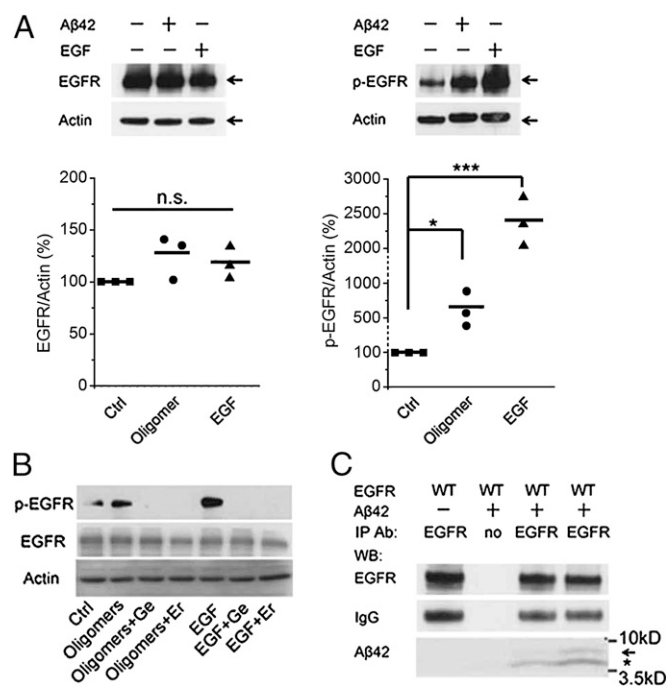 A
Aβ42 − + −
EGF − − +
EGFR
Actin
Aβ42 − + −
EGF − − +
p-EGFR
Actin
200
150
100
50
0
EGFR/Actin (%)
n.s.
Ctrl
Oligomer
EGF
3000
2500
2000
1000
500
100
0
p-EGFR/Actin (%)
***
*
Ctrl
Oligomer
EGF
B
p-EGFR
EGFR
Actin
Ctrl
Oligomers
Oligomers+Ge
Oligomers+Er
EGF
EGF+Ge
EGF+Er
C
EGFR WT WT WT WT
Aβ42 − + + +
IP Ab: EGFR no EGFR EGFR
WB:
EGFR
IgG
Aβ42
10kD
*
3.5kD